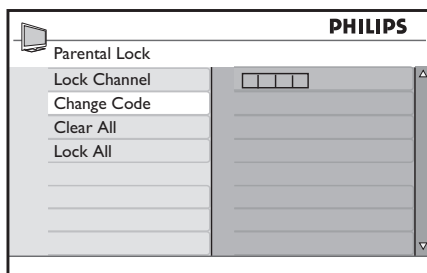 PHILIPS
Parental Lock
Lock Channel
Change Code
Clear All
Lock All